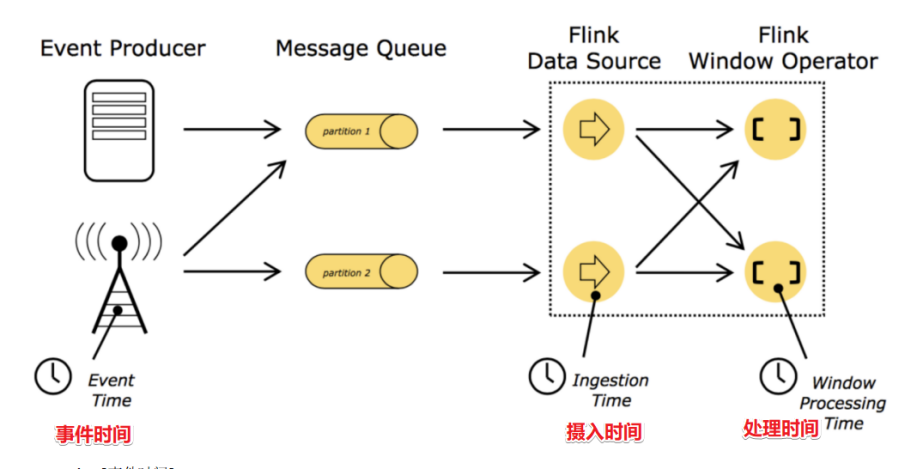 Event Producer
Message Queue
Flink
Data Source
Flink
Window Operator
partition 1
partition 2
Event
Time
事件时间
Ingestion
Time
摄入时间
Window
Processing
Time
处理时间